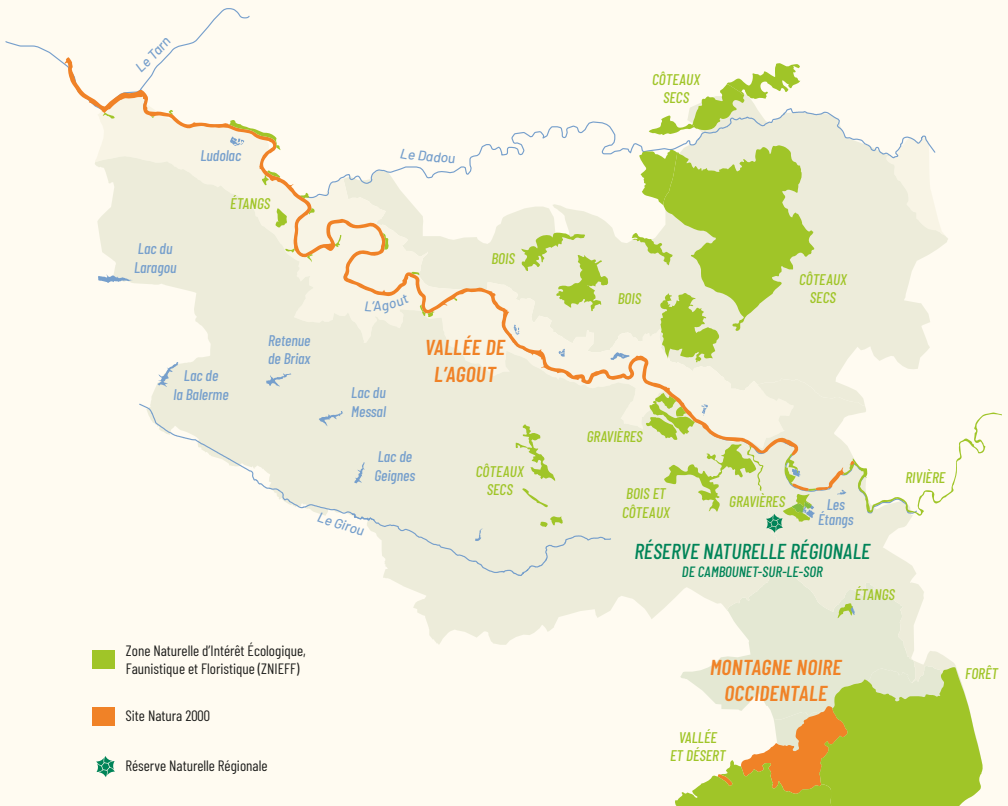 Le Tarn
CÔTEAUX
SECS
Ludolac
Le Dadou
ÉTANGS
Lac du
Laragou
BOIS
BOIS
CÔTEAUX
SECS
L'Agout
VALLÉE DE
L'AGOUT
Retenue
de Briax
Lac de
la Balerme
Lac du
Messal
GRAVIÈRES
Lac de
Geignes
CÔTEAUX
SECS
BOIS ET
CÔTEAUX
GRAVIÈRES
Les
Étangs
RIVIÈRE
Le Girou
RÉSERVE NATURELLE RÉGIONALE
DE CAMBOUNET-SUR-LE-SOR
ÉTANGS
MONTAGNE NOIRE
OCCIDENTALE
FORÊT
VALLÉE
ET DÉSERT
Zone Naturelle d'Intérêt Écologique,
Faunistique et Floristique (ZNIEFF)
Site Natura 2000
Réserve Naturelle Régionale